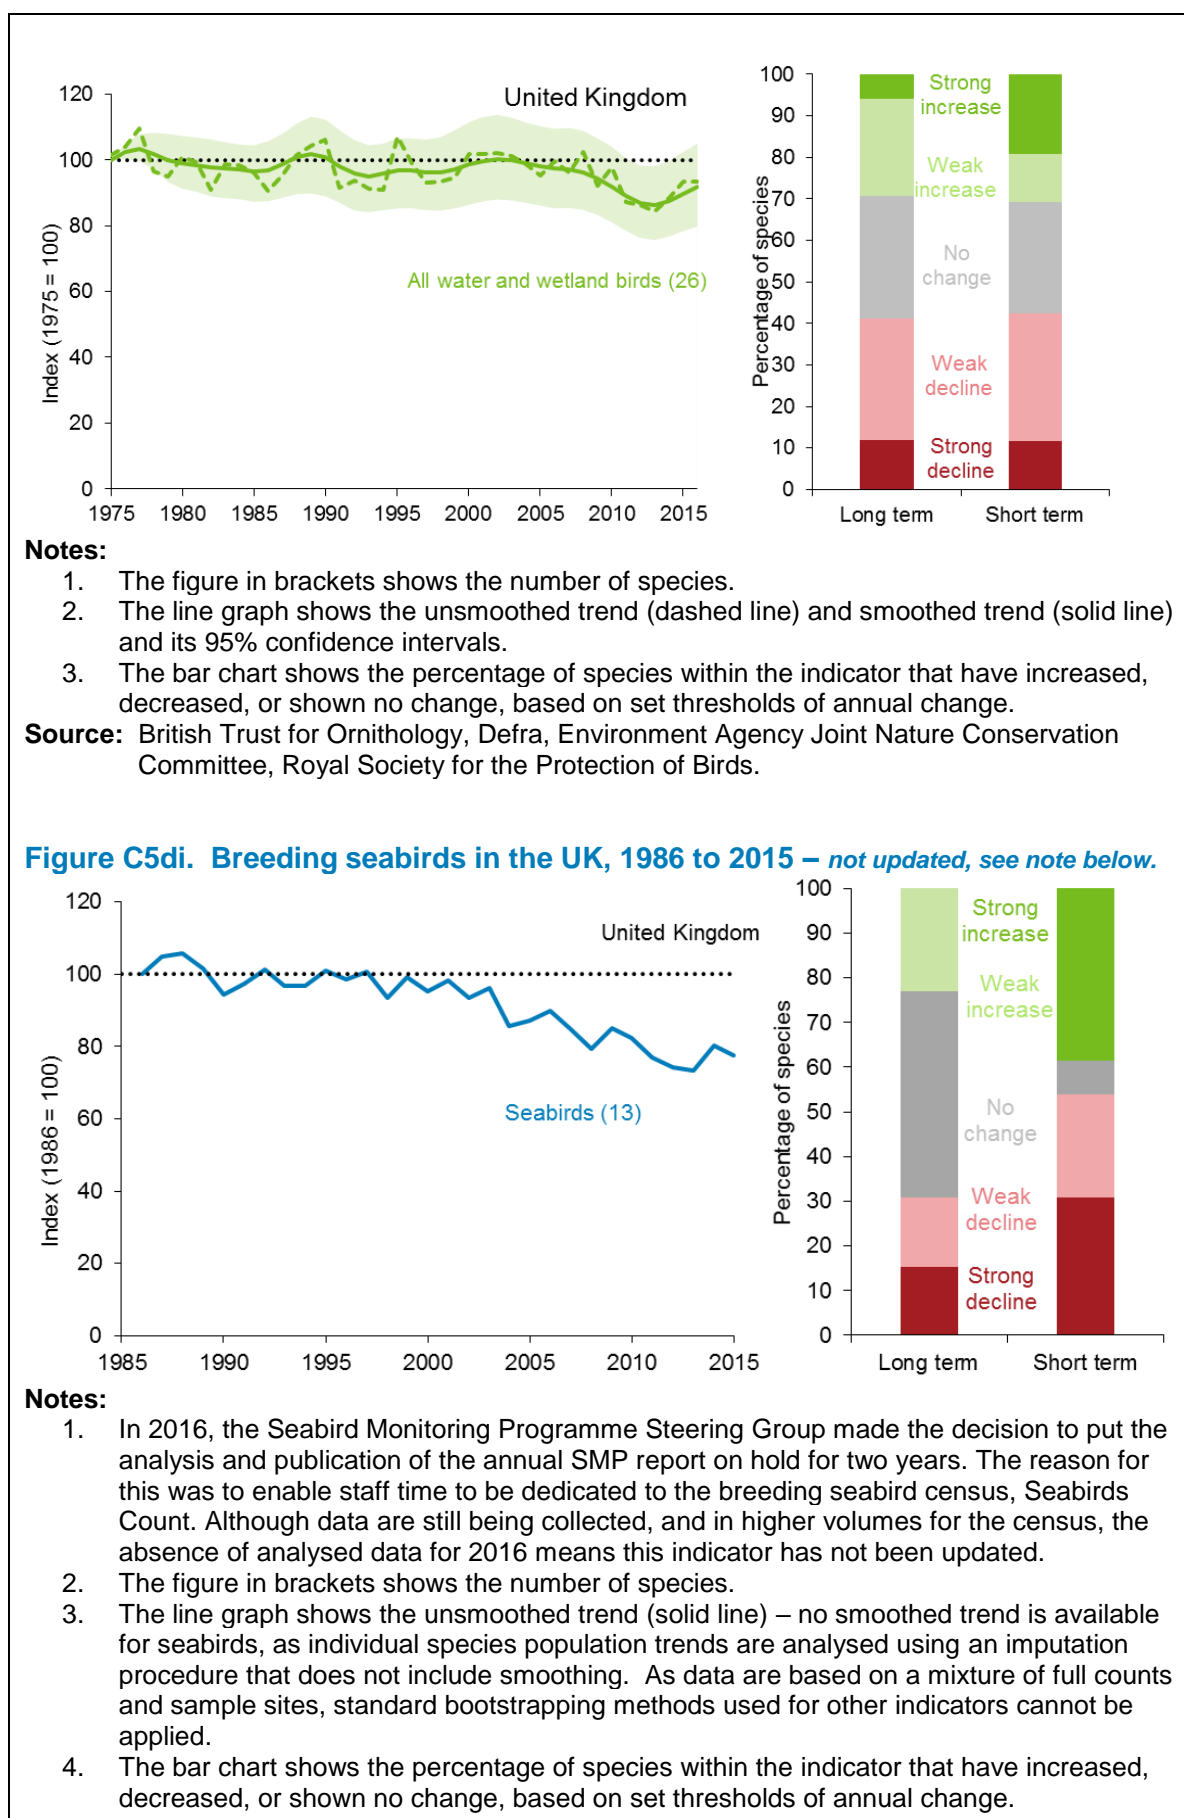 United Kingdom
120
100
80
60
40
20
0
Index (1975 = 100)
All water and wetland birds (26)
1975 1980 1985 1990 1995 2000 2005 2010 2015
100
90
80
70
60
50
40
30
20
10
0
Percentage of species
Strong
increase
Weak
increase
No
change
Weak
decline
Strong
decline
Long term Short term
Notes:
1. The figure in brackets shows the number of species.
2. The line graph shows the unsmoothed trend (dashed line) and smoothed trend (solid line)
and its 95% confidence intervals.
3. The bar chart shows the percentage of species within the indicator that have increased,
decreased, or shown no change, based on set thresholds of annual change.
Source: British Trust for Ornithology, Defra, Environment Agency Joint Nature Conservation
Committee, Royal Society for the Protection of Birds.
Figure C5di. Breeding seabirds in the UK, 1986 to 2015 – not updated, see note below.
120
100
80
60
40
20
0
Index (1986 = 100)
United Kingdom
Seabirds (13)
1985 1990 1995 2000 2005 2010 2015
100
90
80
70
60
50
40
30
20
10
0
Percentage of species
Strong
increase
Weak
increase
No
change
Weak
decline
Strong
decline
Long term Short term
Notes:
1. In 2016, the Seabird Monitoring Programme Steering Group made the decision to put the
analysis and publication of the annual SMP report on hold for two years. The reason for
this was to enable staff time to be dedicated to the breeding seabird census, Seabirds
Count. Although data are still being collected, and in higher volumes for the census, the
absence of analysed data for 2016 means this indicator has not been updated.
2. The figure in brackets shows the number of species.
3. The line graph shows the unsmoothed trend (solid line) – no smoothed trend is available
for seabirds, as individual species population trends are analysed using an imputation
procedure that does not include smoothing. As data are based on a mixture of full counts
and sample sites, standard bootstrapping methods used for other indicators cannot be
applied.
4. The bar chart shows the percentage of species within the indicator that have increased,
decreased, or shown no change, based on set thresholds of annual change.